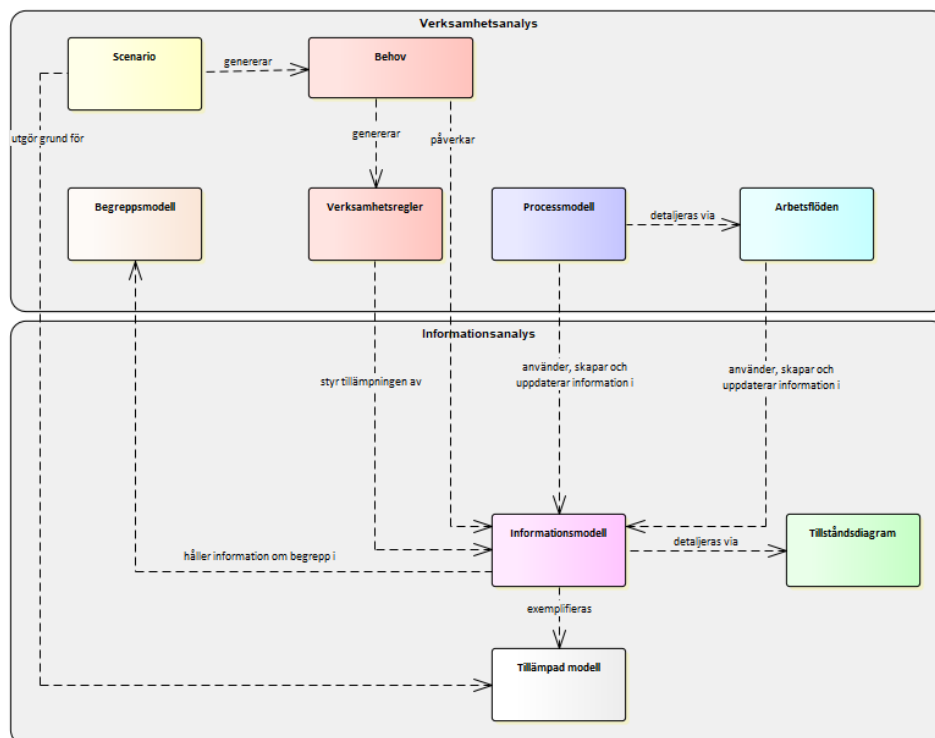 Verksamhetsanalys
Scenario
genererar
Behov
utgör grund för
genererar
påverkar
Begreppsmodell
Verksamhetsregler
Processmodell
detaljeras via
Arbetsflöden
Informationsanalys
styr tillämpningen av
använder, skapar och
uppdaterar information i
använder, skapar och
uppdaterar information i
Informationsmodell
detaljeras via
Tillståndsdiagram
håller information om begrepp i
exemplifieras
Tillämpad modell